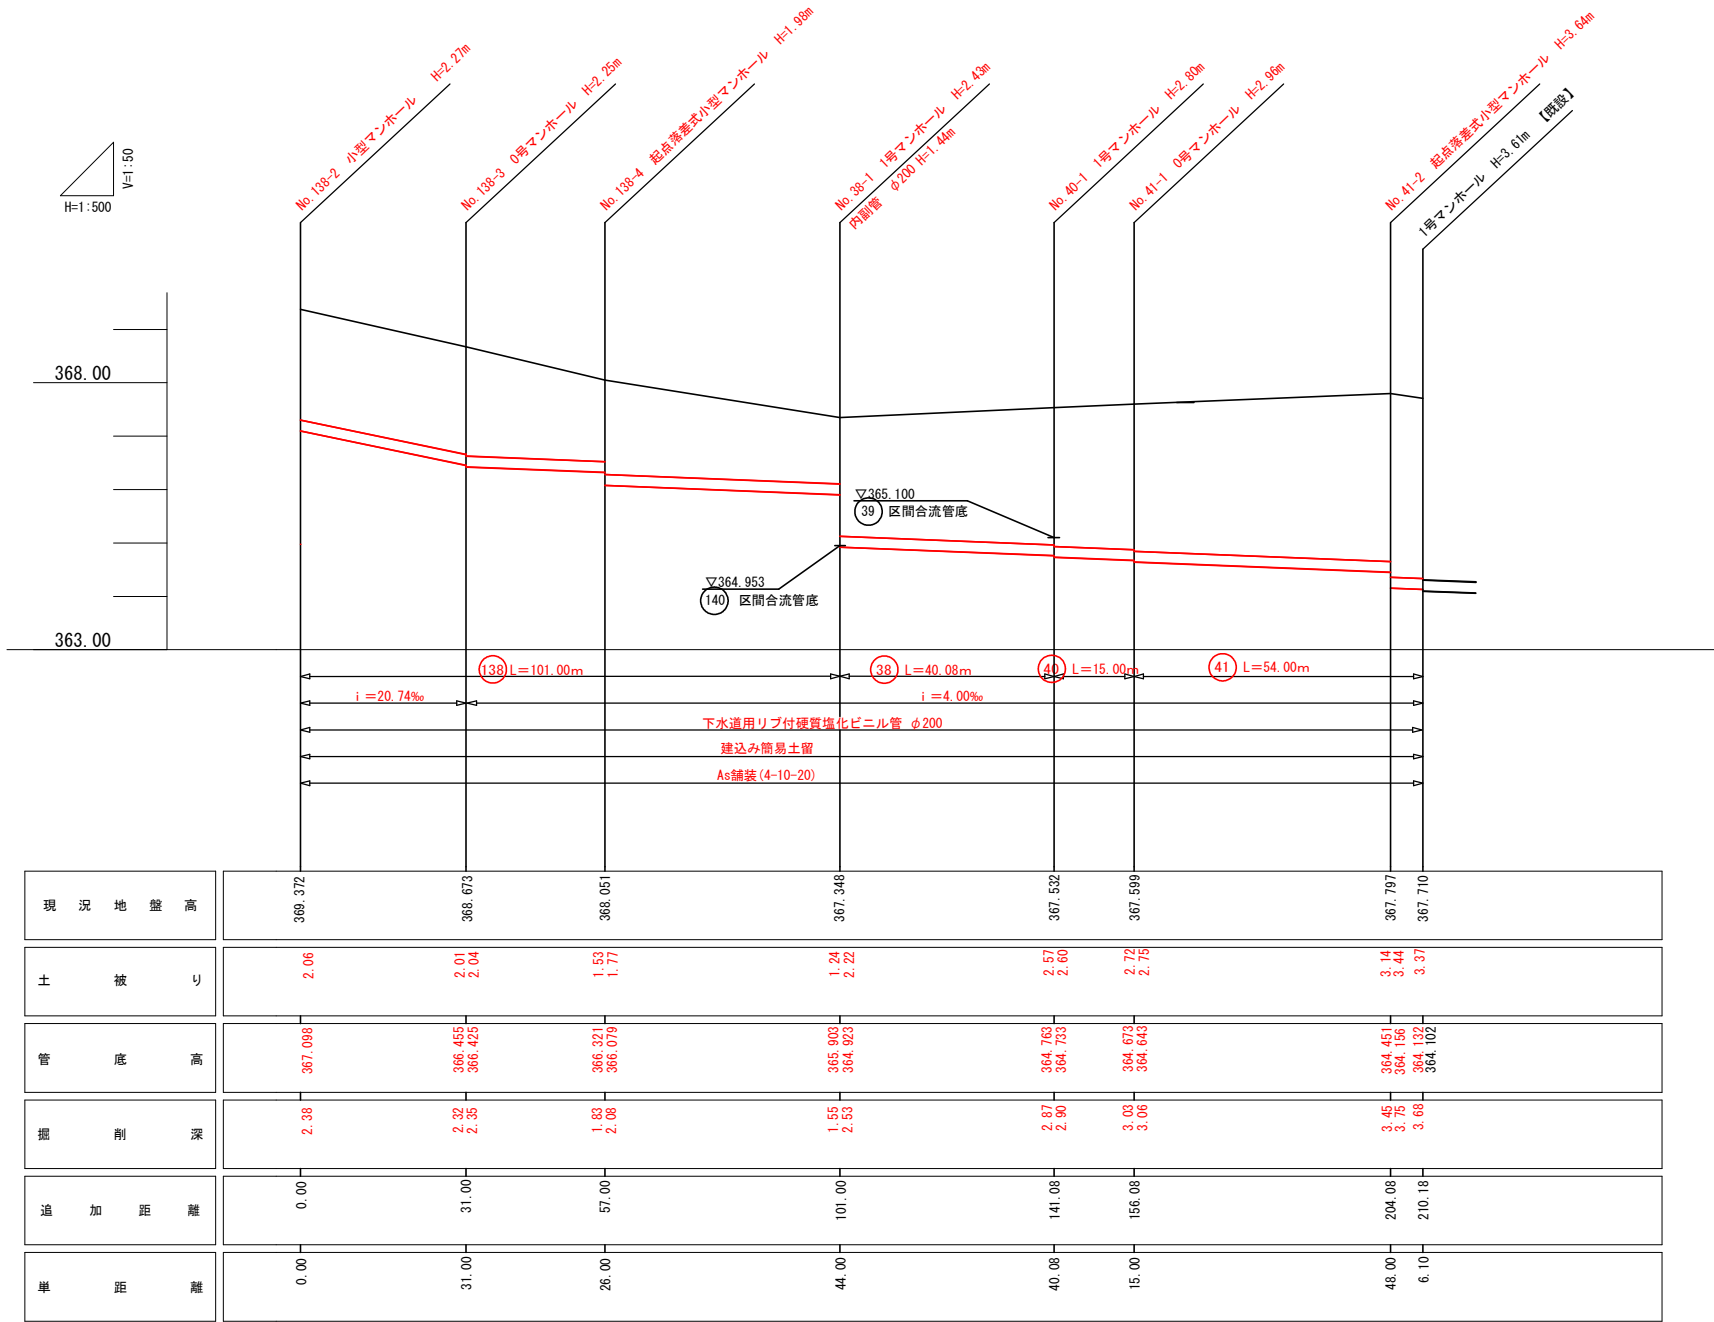 No.138-2 小型マンホール H=2.27m
No.138-3 0号マンホール H=2.25m
No.138-4 起点落差式小型マンホール H=1.98m
No.38-1 1号マンホール H=2.43m
内副管 φ200 H=1.44m
No.40-1 1号マンホール H=2.80m
No.41-1 0号マンホール H=2.96m
No.41-2 起点落差式小型マンホール H=3.64m
1号マンホール H=3.61m 【既設】
V=1:50
H=1:500
368.00
363.00
▽365.100
39 区間合流管底
▽364.953
140 区間合流管底
138 L=101.00m
38 L=40.08m
40 L=15.00m
41 L=54.00m
i=20.74‰
i=4.00‰
下水道用リブ付硬質塩化ビニル管 φ200
建込み簡易土留
As舗装(4-10-20)
現況地盤高 369.372 368.673 368.051 367.348 367.532 367.599 367.797 367.710
土被り 2.06 2.01 2.04 1.53 1.77 1.24 2.22 2.57 2.60 2.72 2.75 3.14 3.44 3.37
管底高 367.098 366.455 366.425 366.321 366.079 365.903 364.923 364.763 364.733 364.673 364.643 364.451 364.156 364.132 364.102
掘削深 2.38 2.32 2.35 1.83 2.08 1.55 2.53 2.87 2.90 3.03 3.06 3.45 3.75 3.68
追加距離 0.00 31.00 57.00 101.00 141.08 156.08 204.08 210.18
単距離 0.00 31.00 26.00 44.00 40.08 15.00 48.00 6.10